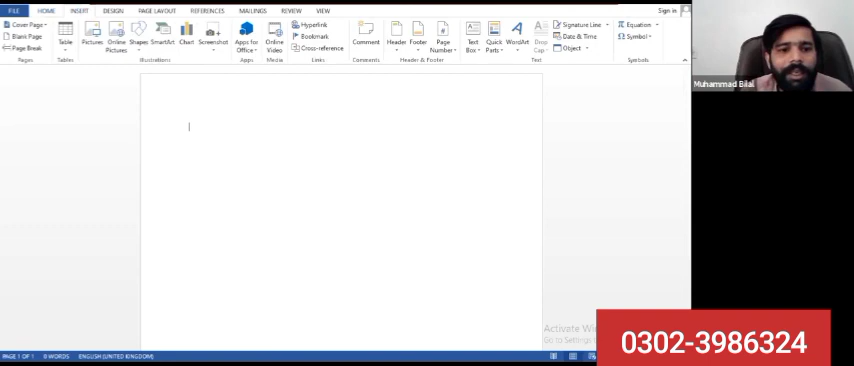 FILE HOME INSERT DESIGN PAGE LAYOUT REFERENCES MAILINGS REVIEW VIEW Sign in
Cover Page
Blank Page
Page Break
Pages
Table
Tables
Pictures
Online Pictures
Shapes
SmartArt
Chart
Screenshot
Illustrations
Apps for Office
Apps
Online Video
Media
Hyperlink
Bookmark
Cross-reference
Links
Comment
Comments
Header
Footer
Page Number
Header & Footer
Text Box
Quick Parts
WordArt
Drop Cap
Signature Line
Date & Time
Object
Text
Equation
Symbol
Symbols
Muhammad Bilal
Activate
Go to Settings
PAGE 1 OF 1 0 WORDS ENGLISH (UNITED KINGDOM)
0302-3986324